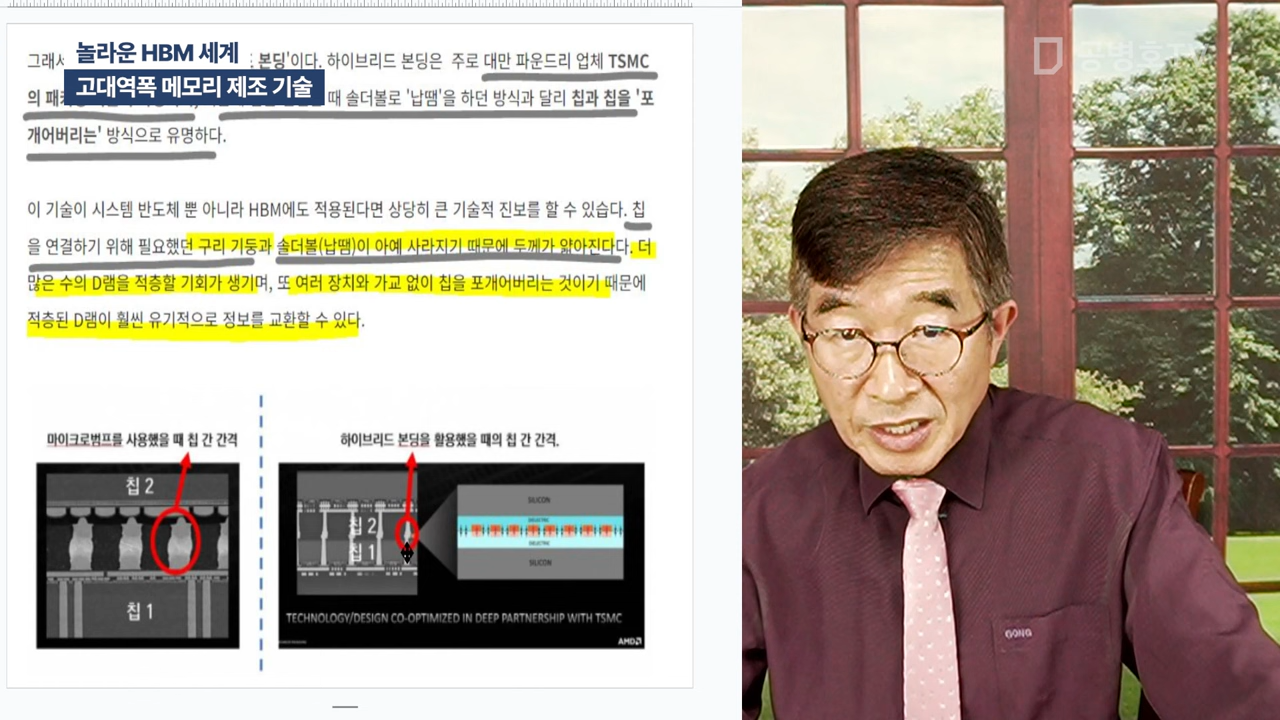 놀라운 HBM 세계
고대역폭 메모리 제조 기술
본딩'이다. 하이브리드 본딩은 주로 대만 파운드리 업체 TSMC
때 솔더볼로 '납땜'을 하던 방식과 달리 칩과 칩을 '포
개어버리는' 방식으로 유명하다.
이 기술이 시스템 반도체 뿐 아니라 HBM에도 적용된다면 상당히 큰 기술적 진보를 할 수 있습다. 칩
을 연결하기 위해 필요했던 구리 기둥과 솔더볼(납땜)이 아예 사라지기 때문에 두께가 얇아진다다. 더
많은 수의 D램을 적층할 기회가 생기며, 또 여러 장치와 가교 없이 칩을 포개어버리는 것이기 때문에
적층된 D램이 훨씬 유기적으로 정보를 교환할 수 있다.
마이크로범프를 사용했을 때 칩 간 간격
하이브리드 본딩을 활용했을 때의 칩 간 간격.
칩 2
칩 1
칩 2
칩 1
SILICON
DIELECTRIC
DIELECTRIC
SILICON
TECHNOLOGY/DESIGN CO-OPTIMIZED IN DEEP PARTNERSHIP WITH TSMC
AMD
GONG